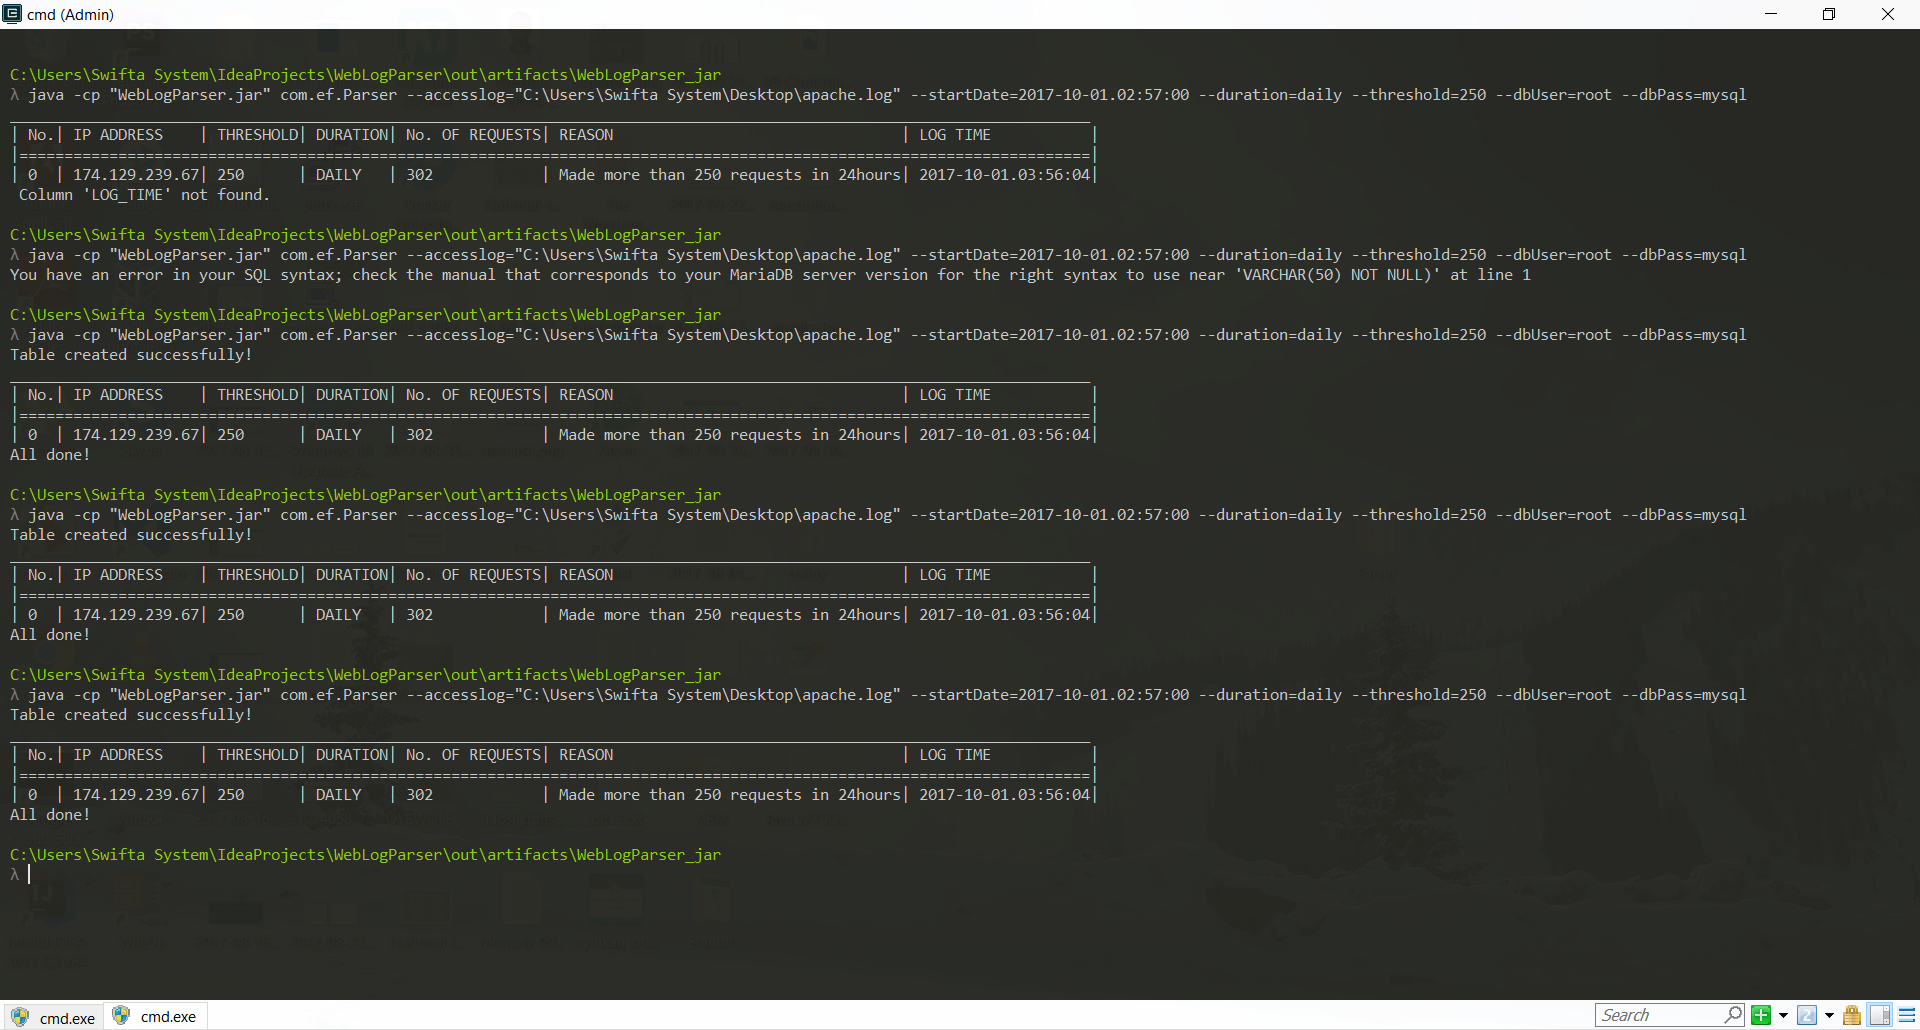 cmd (Admin)
C:\Users\Swifta System\IdeaProjects\WebLogParser\out\artifacts\WebLogParser_jar
λ java -cp "WebLogParser.jar" com.ef.Parser --accesslog="C:\Users\Swifta System\Desktop\apache.log" --startDate=2017-10-01.02:57:00 --duration=daily --threshold=250 --dbUser=root --dbPass=mysql
| No.| IP ADDRESS    | THRESHOLD| DURATION| No. OF REQUESTS| REASON                                | LOG TIME           |
|=======================================================================================================================|
| 0  | 174.129.239.67| 250      | DAILY   | 302            | Made more than 250 requests in 24hours| 2017-10-01.03:56:04|
Column 'LOG_TIME' not found.
C:\Users\Swifta System\IdeaProjects\WebLogParser\out\artifacts\WebLogParser_jar
λ java -cp "WebLogParser.jar" com.ef.Parser --accesslog="C:\Users\Swifta System\Desktop\apache.log" --startDate=2017-10-01.02:57:00 --duration=daily --threshold=250 --dbUser=root --dbPass=mysql
You have an error in your SQL syntax; check the manual that corresponds to your MariaDB server version for the right syntax to use near 'VARCHAR(50) NOT NULL)' at line 1
C:\Users\Swifta System\IdeaProjects\WebLogParser\out\artifacts\WebLogParser_jar
λ java -cp "WebLogParser.jar" com.ef.Parser --accesslog="C:\Users\Swifta System\Desktop\apache.log" --startDate=2017-10-01.02:57:00 --duration=daily --threshold=250 --dbUser=root --dbPass=mysql
Table created successfully!
| No.| IP ADDRESS    | THRESHOLD| DURATION| No. OF REQUESTS| REASON                                | LOG TIME           |
|=======================================================================================================================|
| 0  | 174.129.239.67| 250      | DAILY   | 302            | Made more than 250 requests in 24hours| 2017-10-01.03:56:04|
All done!
C:\Users\Swifta System\IdeaProjects\WebLogParser\out\artifacts\WebLogParser_jar
λ java -cp "WebLogParser.jar" com.ef.Parser --accesslog="C:\Users\Swifta System\Desktop\apache.log" --startDate=2017-10-01.02:57:00 --duration=daily --threshold=250 --dbUser=root --dbPass=mysql
Table created successfully!
| No.| IP ADDRESS    | THRESHOLD| DURATION| No. OF REQUESTS| REASON                                | LOG TIME           |
|=======================================================================================================================|
| 0  | 174.129.239.67| 250      | DAILY   | 302            | Made more than 250 requests in 24hours| 2017-10-01.03:56:04|
All done!
C:\Users\Swifta System\IdeaProjects\WebLogParser\out\artifacts\WebLogParser_jar
λ java -cp "WebLogParser.jar" com.ef.Parser --accesslog="C:\Users\Swifta System\Desktop\apache.log" --startDate=2017-10-01.02:57:00 --duration=daily --threshold=250 --dbUser=root --dbPass=mysql
Table created successfully!
| No.| IP ADDRESS    | THRESHOLD| DURATION| No. OF REQUESTS| REASON                                | LOG TIME           |
|=======================================================================================================================|
| 0  | 174.129.239.67| 250      | DAILY   | 302            | Made more than 250 requests in 24hours| 2017-10-01.03:56:04|
All done!
C:\Users\Swifta System\IdeaProjects\WebLogParser\out\artifacts\WebLogParser_jar
λ
cmd.exe cmd.exe Search 2